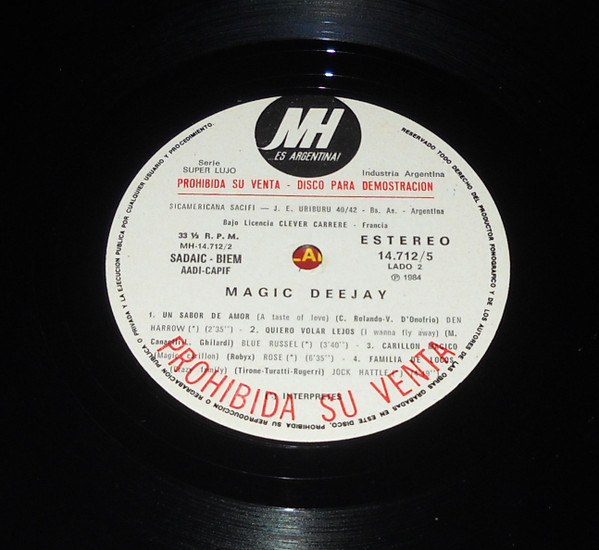 MH
...ES ARGENTINA!
Serie
SUPER LUJO
Industria Argentina
PROHIBIDA SU VENTA - DISCO PARA DEMOSTRACION
SICAMERICANA SACIFI — J. E. URIBURU 40/42 - Bs. As. - Argentina
Bajo Licencia CLEVER CARRERE - Francia
33 ⅓ R. P. M.
MH-14.712/2
SADAIC - BIEM
AADI-CAPIF
ESTEREO
14.712/5
LADO 2
℗ 1984
A
MAGIC DEEJAY
1. UN SABOR DE AMOR (A taste of love) (C. Rolando-V. D'Onofrio) DEN
HARROW (*) (2'35'') - 2. QUIERO VOLAR LEJOS (I wanna fly away) (M.
L. Ghilardi) BLUE RUSSEL (*) (3'40'') - 3. CARILLON MAGICO
(Magic carillon) (Robyx) ROSE (*) (6'35'') - 4. FAMILIA DE LOCOS
(Crazy family) (Tirone-Turatti-Rugerri) JOCK HATTLE (*)
(*) INTERPRETES
PROHIBIDA SU VENTA
RESERVADO TODO DERECHO DEL PRODUCTOR FONOGRAFICO Y DE LOS AUTORES DE LAS OBRAS GRABADAS EN ESTE DISCO. PROHIBIDA SU REPRODUCCION O REGRABACION PUBLICA O PRIVADA Y LA EJECUCION PUBLICA POR CUALQUIER USUARIO Y PROCEDIMIENTO.